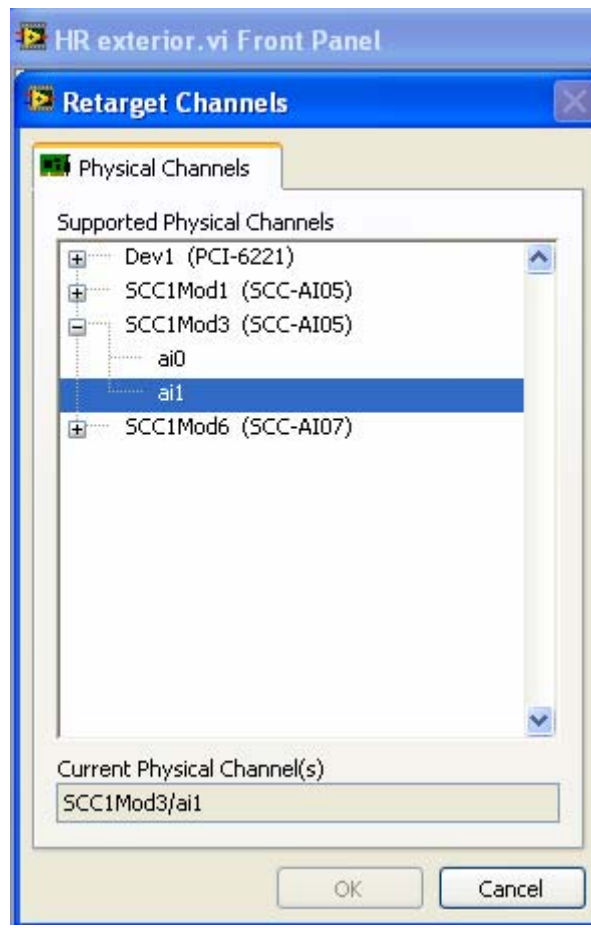 HR exterior.vi Front Panel
Retarget Channels
Physical Channels
Supported Physical Channels
Dev1 (PCI-6221)
SCC1Mod1 (SCC-AI05)
SCC1Mod3 (SCC-AI05)
ai0
ai1
SCC1Mod6 (SCC-AI07)
Current Physical Channel(s)
SCC1Mod3/ai1
OK Cancel